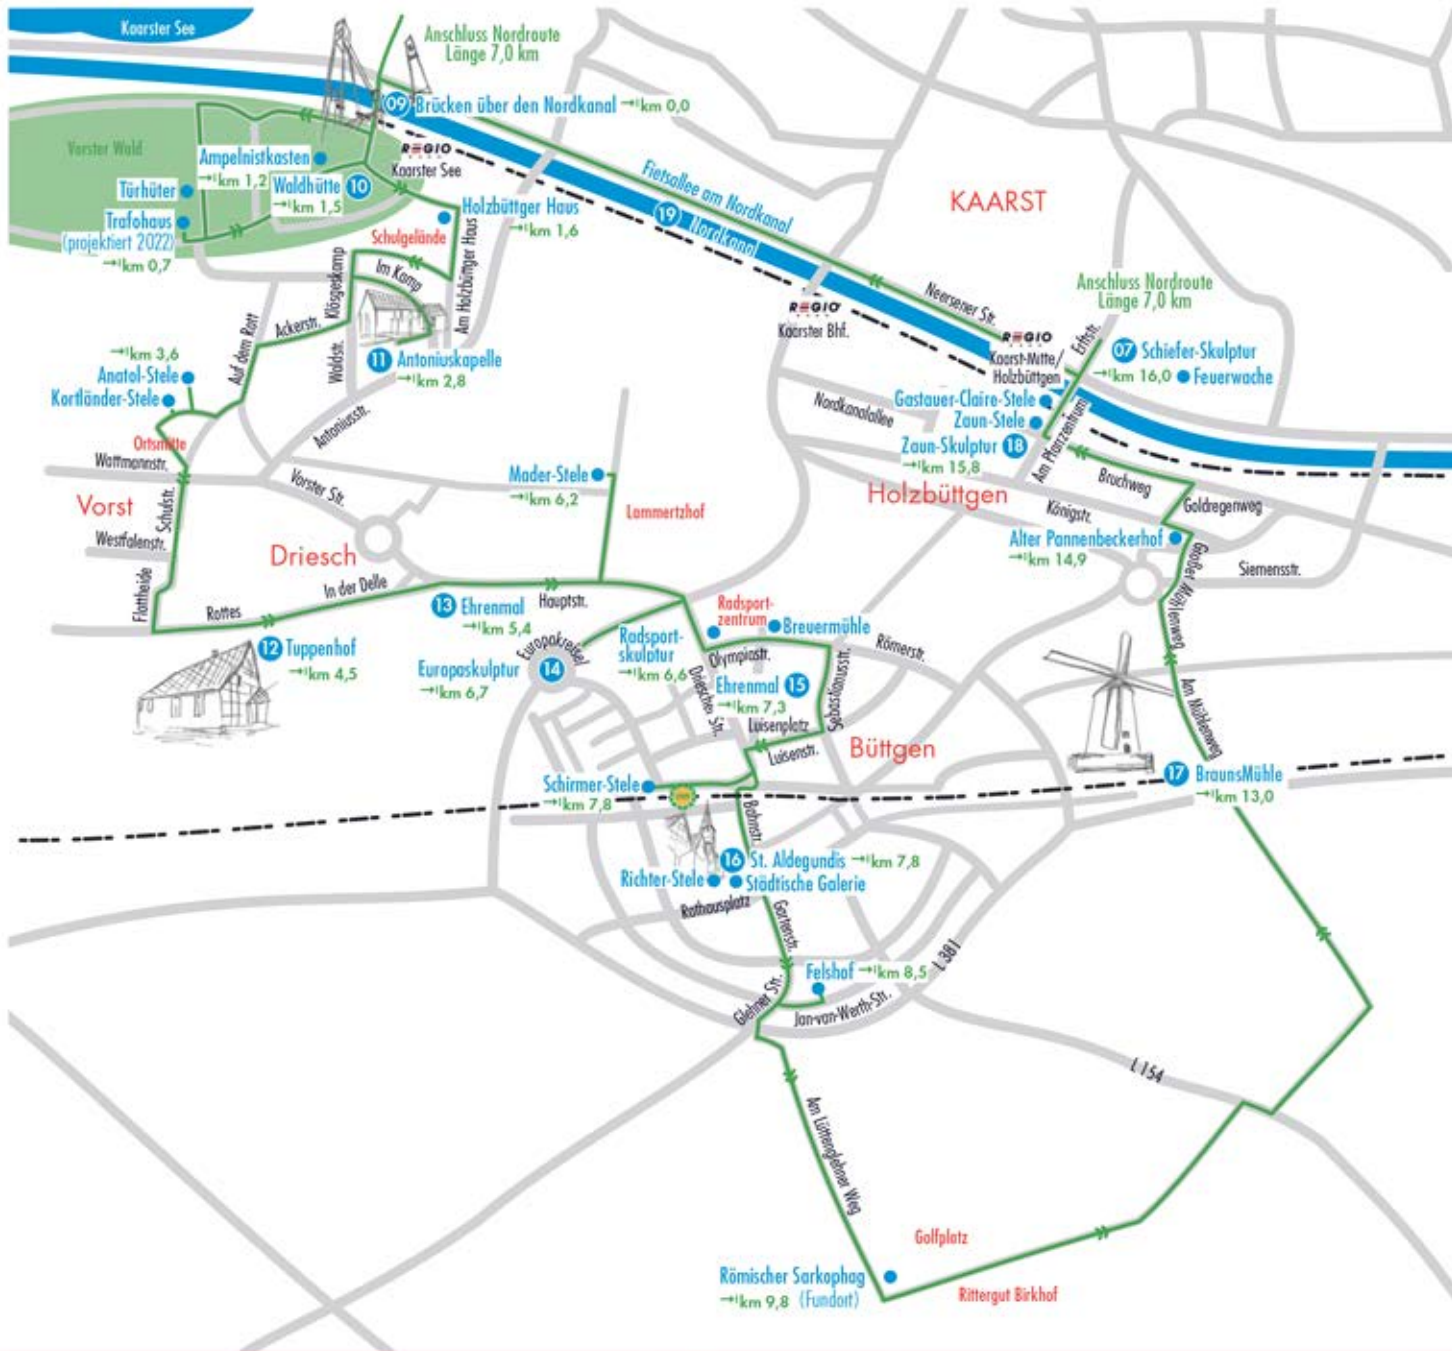 Kaarster See
Anschluss Nordroute
Länge 7,0 km
09 Brücken über den Nordkanal → km 0,0
Vorster Wald
Ampelnistkasten
→ km 1,2
REGIO
Kaarster See
Türhüter
Waldhütte 10
→ km 1,5
Trafohaus
(projektiert 2022)
→ km 0,7
Holzbüttger Haus
→ km 1,6
Schulgelände
Im Kamp
Klösgeskamp
Am Holzbüttger Haus
Fietsallee am Nordkanal
19 Nordkanal
KAARST
Neersener Str.
Anschluss Nordroute
Länge 7,0 km
REGIO
Kaarster Bhf.
REGIO
Kaarst-Mitte/
Holzbüttgen
Erftstr.
07 Schiefer-Skulptur
→ km 16,0
Feuerwache
Ackerstr.
Auf dem Rott
Waldstr.
11 Antoniuskapelle
→ km 2,8
→ km 3,6
Anatol-Stele
Kortländer-Stele
Antoniusstr.
Nordkanalallee
Gastauer-Claire-Stele
Zaun-Stele
Zaun-Skulptur 18
→ km 15,8
Am Pfarrzentrum
Ortsmitte
Wattmannstr.
Vorst
Schulstr.
Vorster Str.
Mader-Stele
→ km 6,2
Lammertzhof
Holzbüttgen
Bruchweg
Goldregenweg
Königstr.
Alter Pannenbeckerhof
→ km 14,9
Siemensstr.
Großer Mühlenweg
Westfalenstr.
Driesch
Flattheide
Rottes
In der Delle
Hauptstr.
13 Ehrenmal
→ km 5,4
12 Tuppenhof
→ km 4,5
Europakreisel
14
Europaskulptur
→ km 6,7
Radsport-
skulptur
→ km 6,6
Radsport-
zentrum
Breuermühle
Olympiastr.
Römerstr.
Driescher Str.
Ehrenmal 15
→ km 7,3
Sebastianusstr.
Luisenplatz
Luisenstr.
Büttgen
Am Mühlenweg
Schirmer-Stele
→ km 7,8
17 BraunsMühle
→ km 13,0
Bahnstr.
16 St. Aldegundis → km 7,8
Richter-Stele
Städtische Galerie
Rathausplatz
Gartenstr.
Felshof → km 8,5
L 381
Glehner Str.
Jan-van-Werth-Str.
L 154
Am Lüttenglehner Weg
Golfplatz
Römischer Sarkophag
→ km 9,8 (Fundort)
Rittergut Birkhof